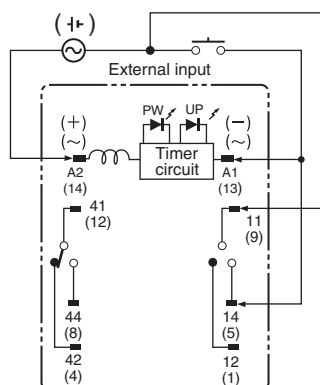 External input
(+)
(~)
PW
UP
(−)
(~)
Timer
circuit
A2
(14)
A1
(13)
41
(12)
11
(9)
44
(8)
14
(5)
42
(4)
12
(1)